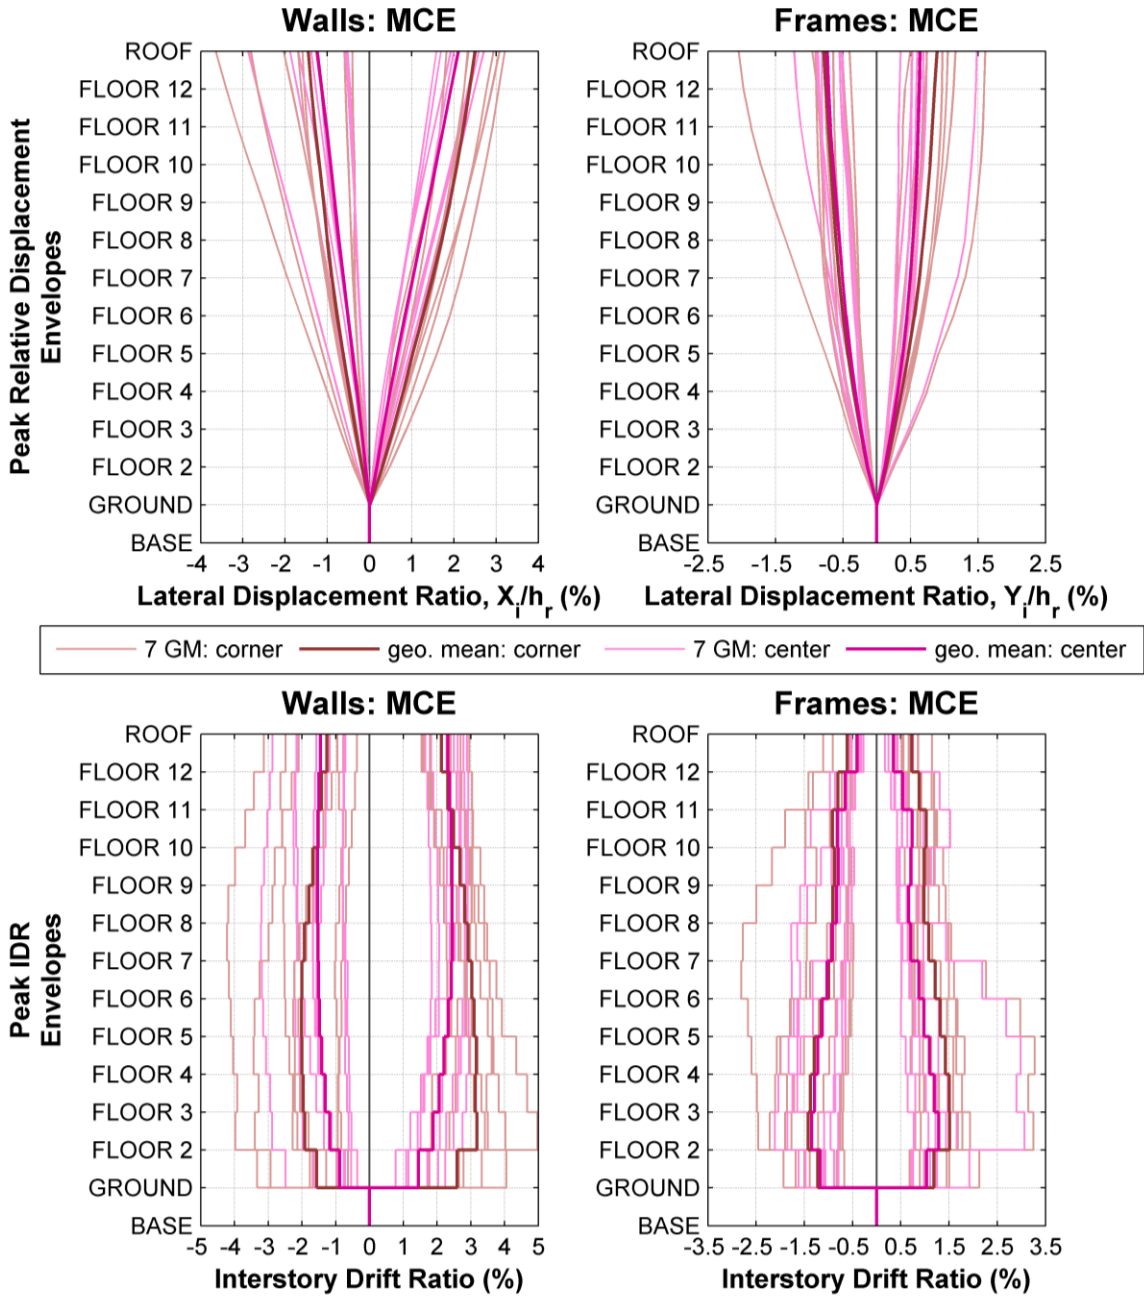 Walls: MCE
Frames: MCE
Peak Relative Displacement
Envelopes
ROOF
FLOOR 12
FLOOR 11
FLOOR 10
FLOOR 9
FLOOR 8
FLOOR 7
FLOOR 6
FLOOR 5
FLOOR 4
FLOOR 3
FLOOR 2
GROUND
BASE
-4 -3 -2 -1 0 1 2 3 4
Lateral Displacement Ratio, Xi/hr (%)
ROOF
FLOOR 12
FLOOR 11
FLOOR 10
FLOOR 9
FLOOR 8
FLOOR 7
FLOOR 6
FLOOR 5
FLOOR 4
FLOOR 3
FLOOR 2
GROUND
BASE
-2.5 -1.5 -0.5 0.5 1.5 2.5
Lateral Displacement Ratio, Yi/hr (%)
7 GM: corner geo. mean: corner 7 GM: center geo. mean: center
Walls: MCE
Frames: MCE
Peak IDR
Envelopes
ROOF
FLOOR 12
FLOOR 11
FLOOR 10
FLOOR 9
FLOOR 8
FLOOR 7
FLOOR 6
FLOOR 5
FLOOR 4
FLOOR 3
FLOOR 2
GROUND
BASE
-5 -4 -3 -2 -1 0 1 2 3 4 5
Interstory Drift Ratio (%)
ROOF
FLOOR 12
FLOOR 11
FLOOR 10
FLOOR 9
FLOOR 8
FLOOR 7
FLOOR 6
FLOOR 5
FLOOR 4
FLOOR 3
FLOOR 2
GROUND
BASE
-3.5 -2.5 -1.5 -0.5 0.5 1.5 2.5 3.5
Interstory Drift Ratio (%)